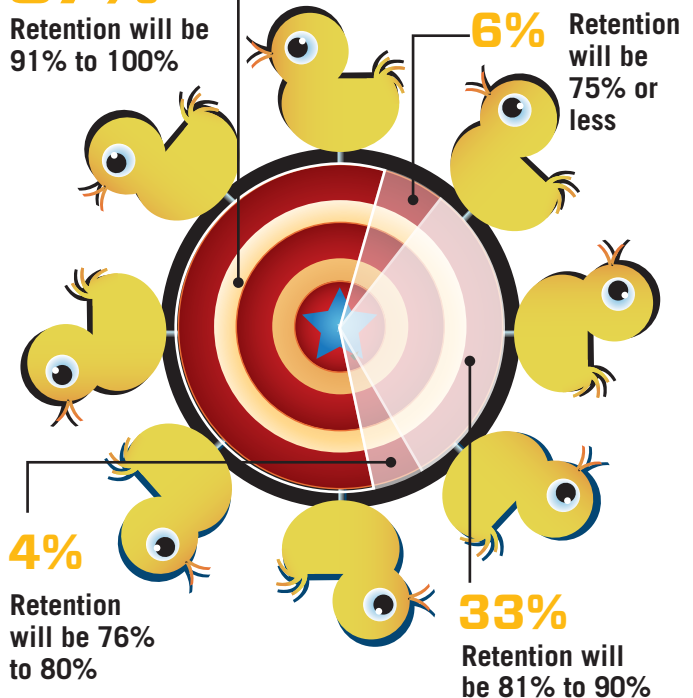 Retention will be
91% to 100%
6%
Retention
will be
75% or
less
4%
Retention
will be 76%
to 80%
33%
Retention will
be 81% to 90%